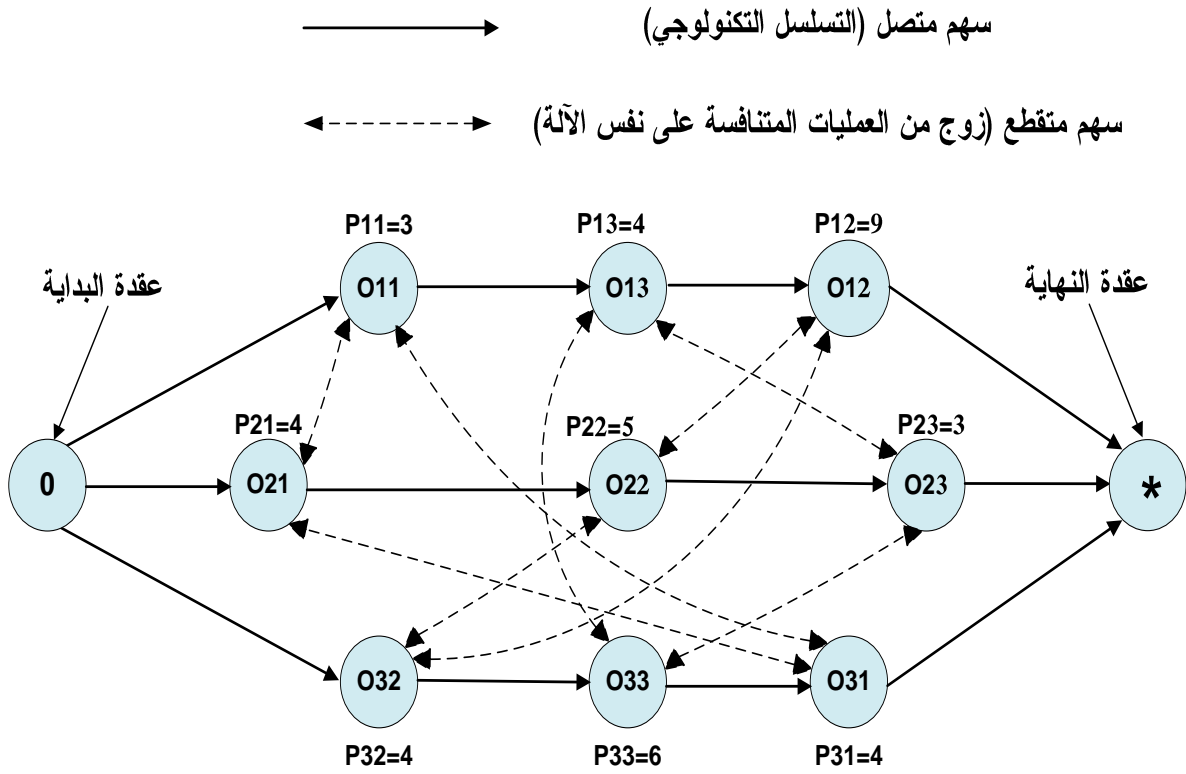 سهم متصل (التسلسل التكنولوجي)
سهم متقطع (زوج من العمليات المتنافسة على نفس الآلة)
P11=3
P13=4
P12=9
عقدة البداية
O11
O13
O12
عقدة النهاية
P21=4
P22=5
P23=3
0
O21
O22
O23
*
O32
O33
O31
P32=4
P33=6
P31=4